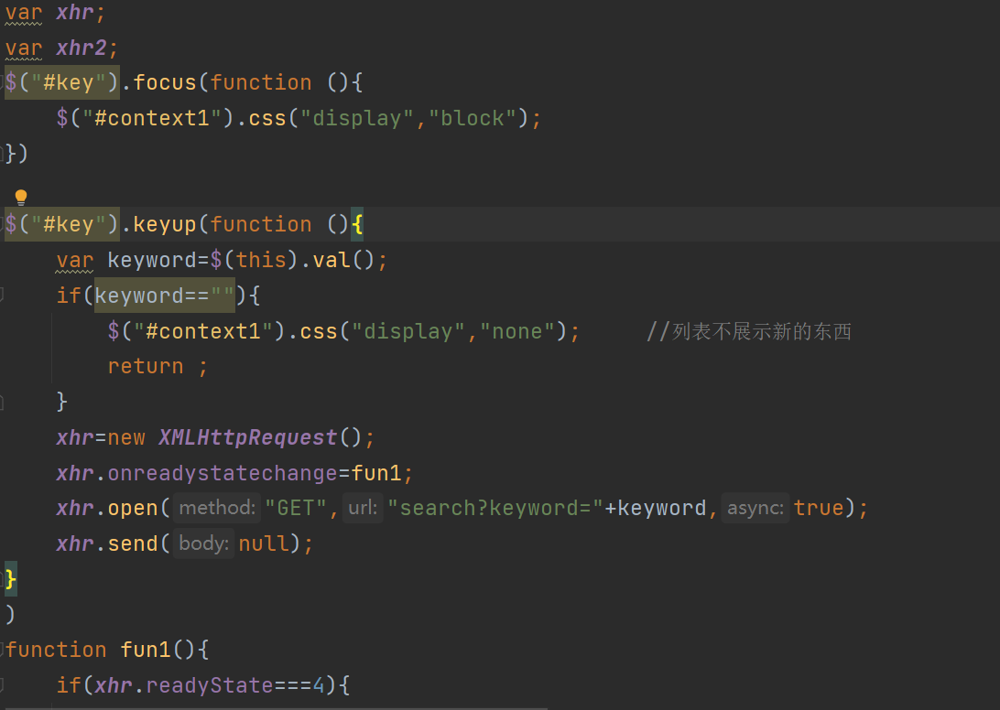 var xhr;
var xhr2;
$("#key").focus(function (){
    $("#context1").css("display","block");
})
$("#key").keyup(function (){
    var keyword=$(this).val();
    if(keyword==""){
        $("#context1").css("display","none");     //列表不展示新的东西
        return ;
    }
    xhr=new XMLHttpRequest();
    xhr.onreadystatechange=fun1;
    xhr.open( method: "GET", url: "search?keyword="+keyword, async: true);
    xhr.send( body: null);
}
)
function fun1(){
    if(xhr.readyState===4){